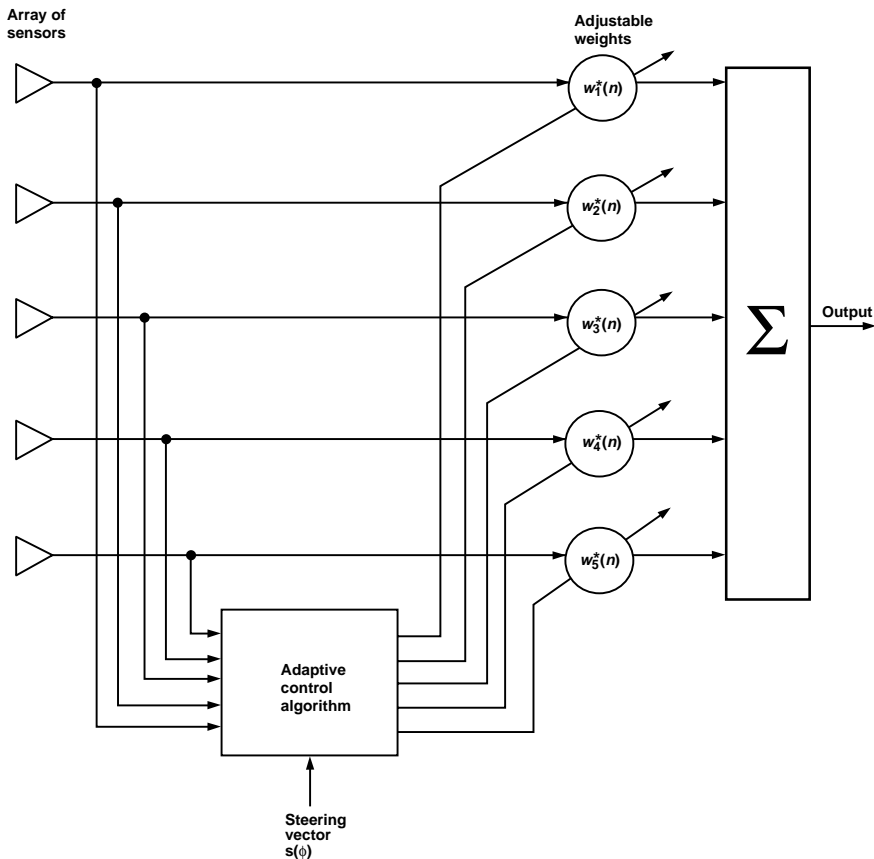 Array of
sensors
Adjustable
weights
w₁*(n)
w₂*(n)
w₃*(n)
Σ
Output
w₄*(n)
w₅*(n)
Adaptive
control
algorithm
Steering
vector
s(ϕ)